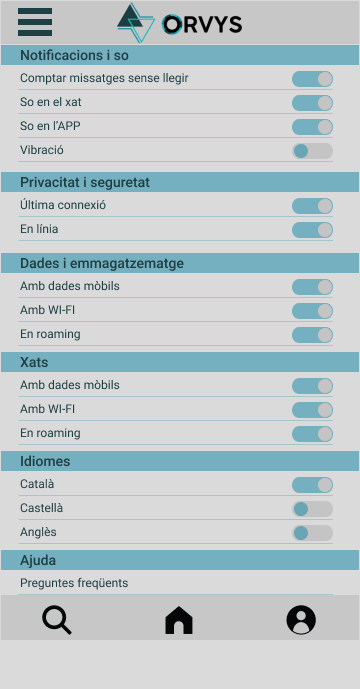 ORVYS
Notificacions i so
Comptar missatges sense llegir
So en el xat
So en l'APP
Vibració
Privacitat i seguretat
Última connexió
En línia
Dades i emmagatzematge
Amb dades mòbils
Amb WI-FI
En roaming
Xats
Amb dades mòbils
Amb WI-FI
En roaming
Idiomes
Català
Castellà
Anglès
Ajuda
Preguntes freqüents